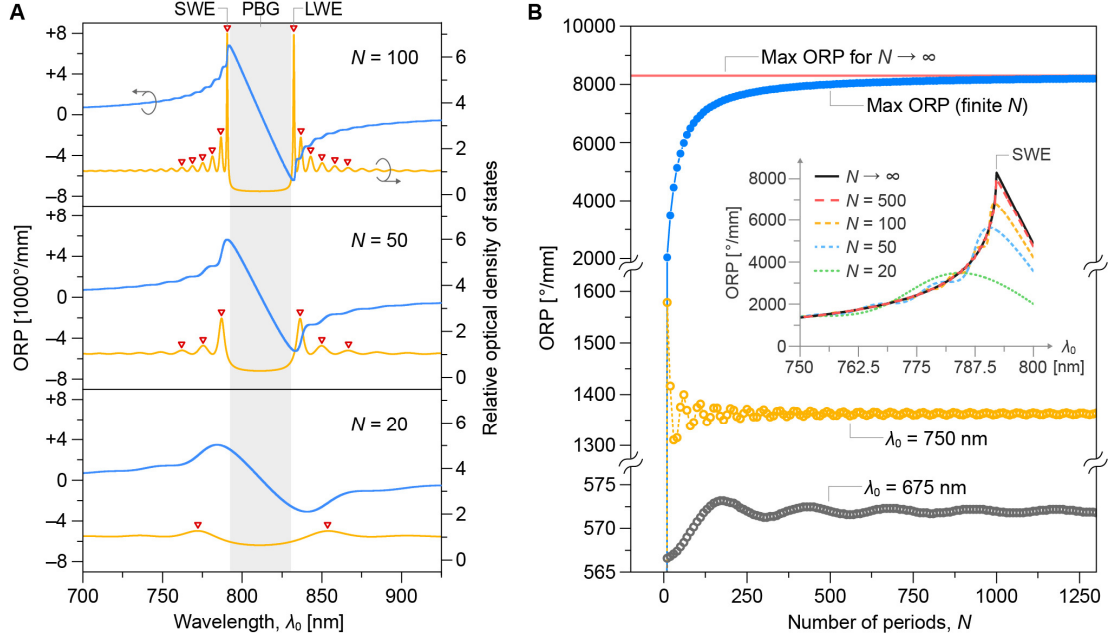 A
SWE
PBG
LWE
+8
+4
0
−4
−8
N = 100
6
4
2
0
+8
+4
0
−4
−8
N = 50
6
4
2
0
+8
+4
0
−4
−8
N = 20
6
4
2
0
ORP [1000°/mm]
Relative optical density of states
700
750
800
850
900
Wavelength, λ0 [nm]
B
10000
8000
6000
4000
2000
1600
1500
1400
1300
575
570
565
ORP [°/mm]
Max ORP for N → ∞
Max ORP (finite N)
SWE
8000
6000
4000
2000
0
ORP [°/mm]
N → ∞
N = 500
N = 100
N = 50
N = 20
λ0
750
762.5
775
787.5
800
[nm]
λ0 = 750 nm
λ0 = 675 nm
0
250
500
750
1000
1250
Number of periods, N